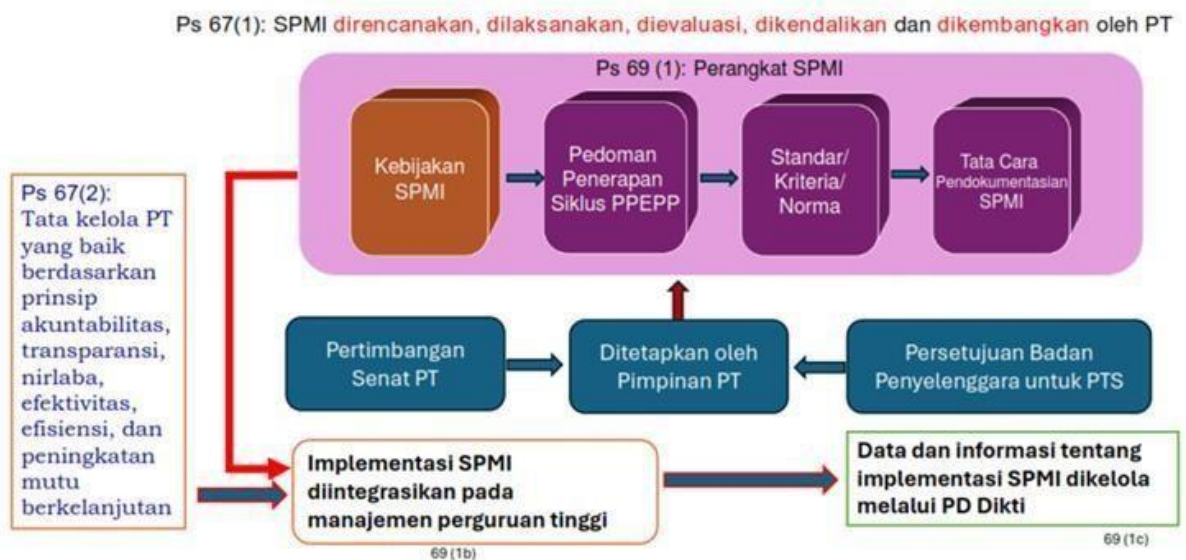 Ps 67(1): SPMI direncanakan, dilaksanakan, dievaluasi, dikendalikan dan dikembangkan oleh PT
Ps 69 (1): Perangkat SPMI
Kebijakan
SPMI
Pedoman
Penerapan
Siklus PPEPP
Standar/
Kriteria/
Norma
Tata Cara
Pendokumentasian
SPMI
Ps 67(2):
Tata kelola PT
yang baik
berdasarkan
prinsip
akuntabilitas,
transparansi,
nirlaba,
efektivitas,
efisiensi, dan
peningkatan
mutu
berkelanjutan
Pertimbangan
Senat PT
Ditetapkan oleh
Pimpinan PT
Persetujuan Badan
Penyelenggara untuk PTS
Implementasi SPMI
diintegrasikan pada
manajemen perguruan tinggi
69 (1b)
Data dan informasi tentang
implementasi SPMI dikelola
melalui PD Dikti
69 (1c)